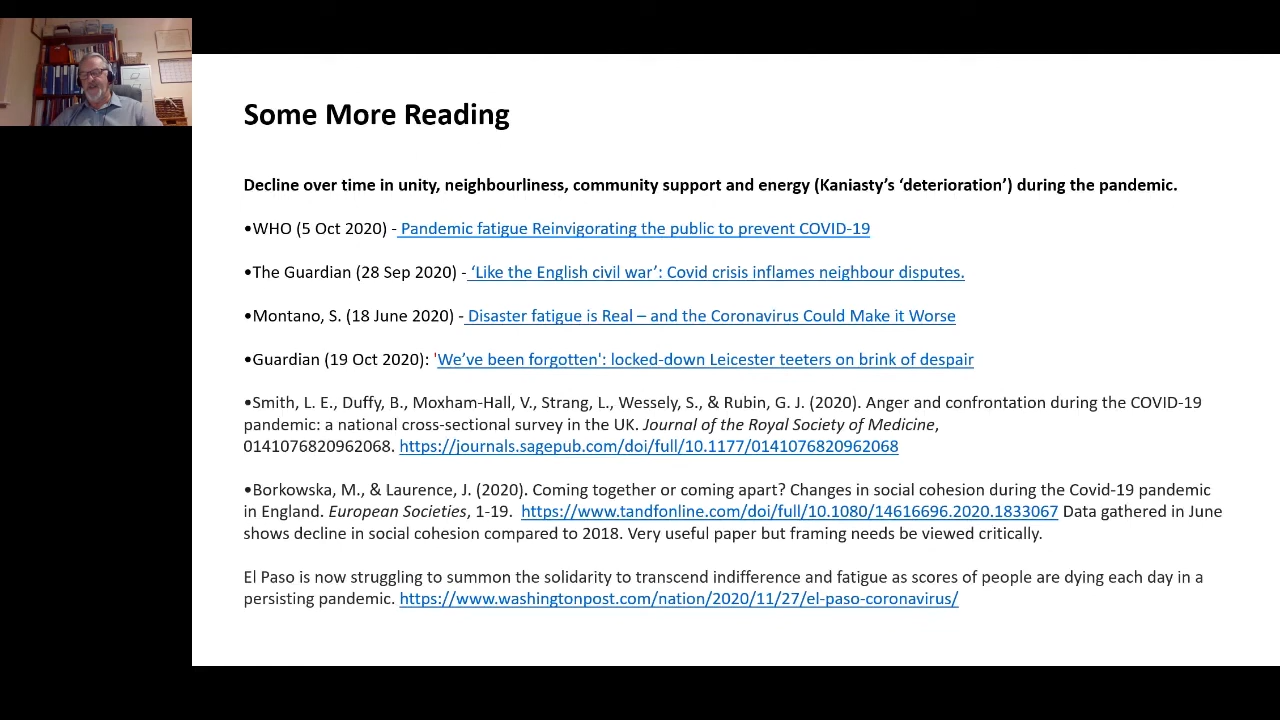 Some More Reading
Decline over time in unity, neighbourliness, community support and energy (Kaniasty’s ‘deterioration’) during the pandemic.
•WHO (5 Oct 2020) - Pandemic fatigue Reinvigorating the public to prevent COVID-19
•The Guardian (28 Sep 2020) - ‘Like the English civil war’: Covid crisis inflames neighbour disputes.
•Montano, S. (18 June 2020) - Disaster fatigue is Real – and the Coronavirus Could Make it Worse
•Guardian (19 Oct 2020): 'We’ve been forgotten': locked-down Leicester teeters on brink of despair
•Smith, L. E., Duffy, B., Moxham-Hall, V., Strang, L., Wessely, S., & Rubin, G. J. (2020). Anger and confrontation during the COVID-19
pandemic: a national cross-sectional survey in the UK. Journal of the Royal Society of Medicine,
0141076820962068. https://journals.sagepub.com/doi/full/10.1177/0141076820962068
•Borkowska, M., & Laurence, J. (2020). Coming together or coming apart? Changes in social cohesion during the Covid-19 pandemic
in England. European Societies, 1-19. https://www.tandfonline.com/doi/full/10.1080/14616696.2020.1833067 Data gathered in June
shows decline in social cohesion compared to 2018. Very useful paper but framing needs be viewed critically.
El Paso is now struggling to summon the solidarity to transcend indifference and fatigue as scores of people are dying each day in a
persisting pandemic. https://www.washingtonpost.com/nation/2020/11/27/el-paso-coronavirus/